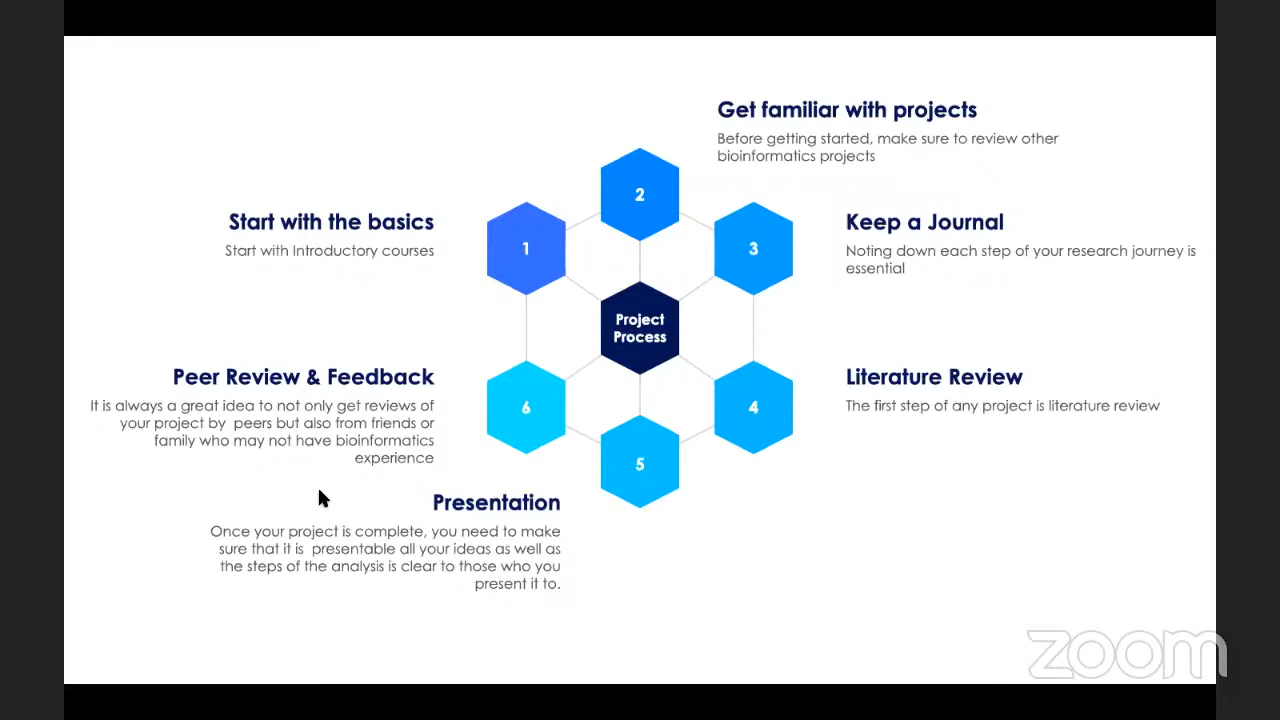 Get familiar with projects
Before getting started, make sure to review other
bioinformatics projects
2
Start with the basics
Start with Introductory courses
1
3
Keep a Journal
Noting down each step of your research journey is
essential
Project
Process
Peer Review & Feedback
It is always a great idea to not only get reviews of
your project by peers but also from friends or
family who may not have bioinformatics
experience
6
4
Literature Review
The first step of any project is literature review
5
Presentation
Once your project is complete, you need to make
sure that it is presentable all your ideas as well as
the steps of the analysis is clear to those who you
present it to.
zoom